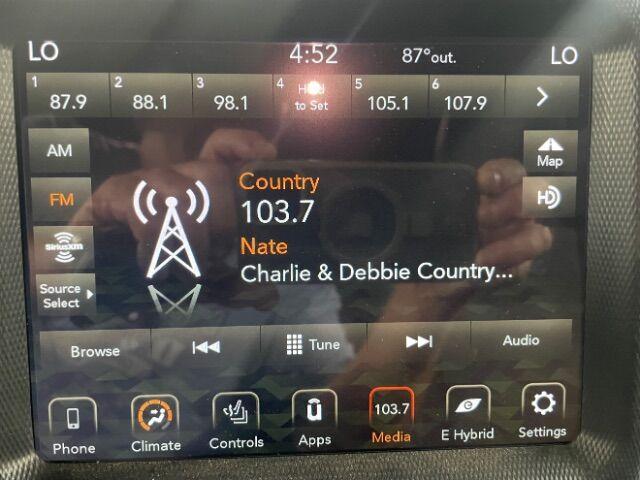 LO 4:52 87°out. LO
1 2 3 4 5 6
87.9 88.1 98.1 Hold to Set 105.1 107.9
AM
Map
FM
HD
SiriusXM
Source Select
Country
103.7
Nate
Charlie & Debbie Country...
Browse Tune Audio
103.7
Phone Climate Controls Apps Media E Hybrid Settings